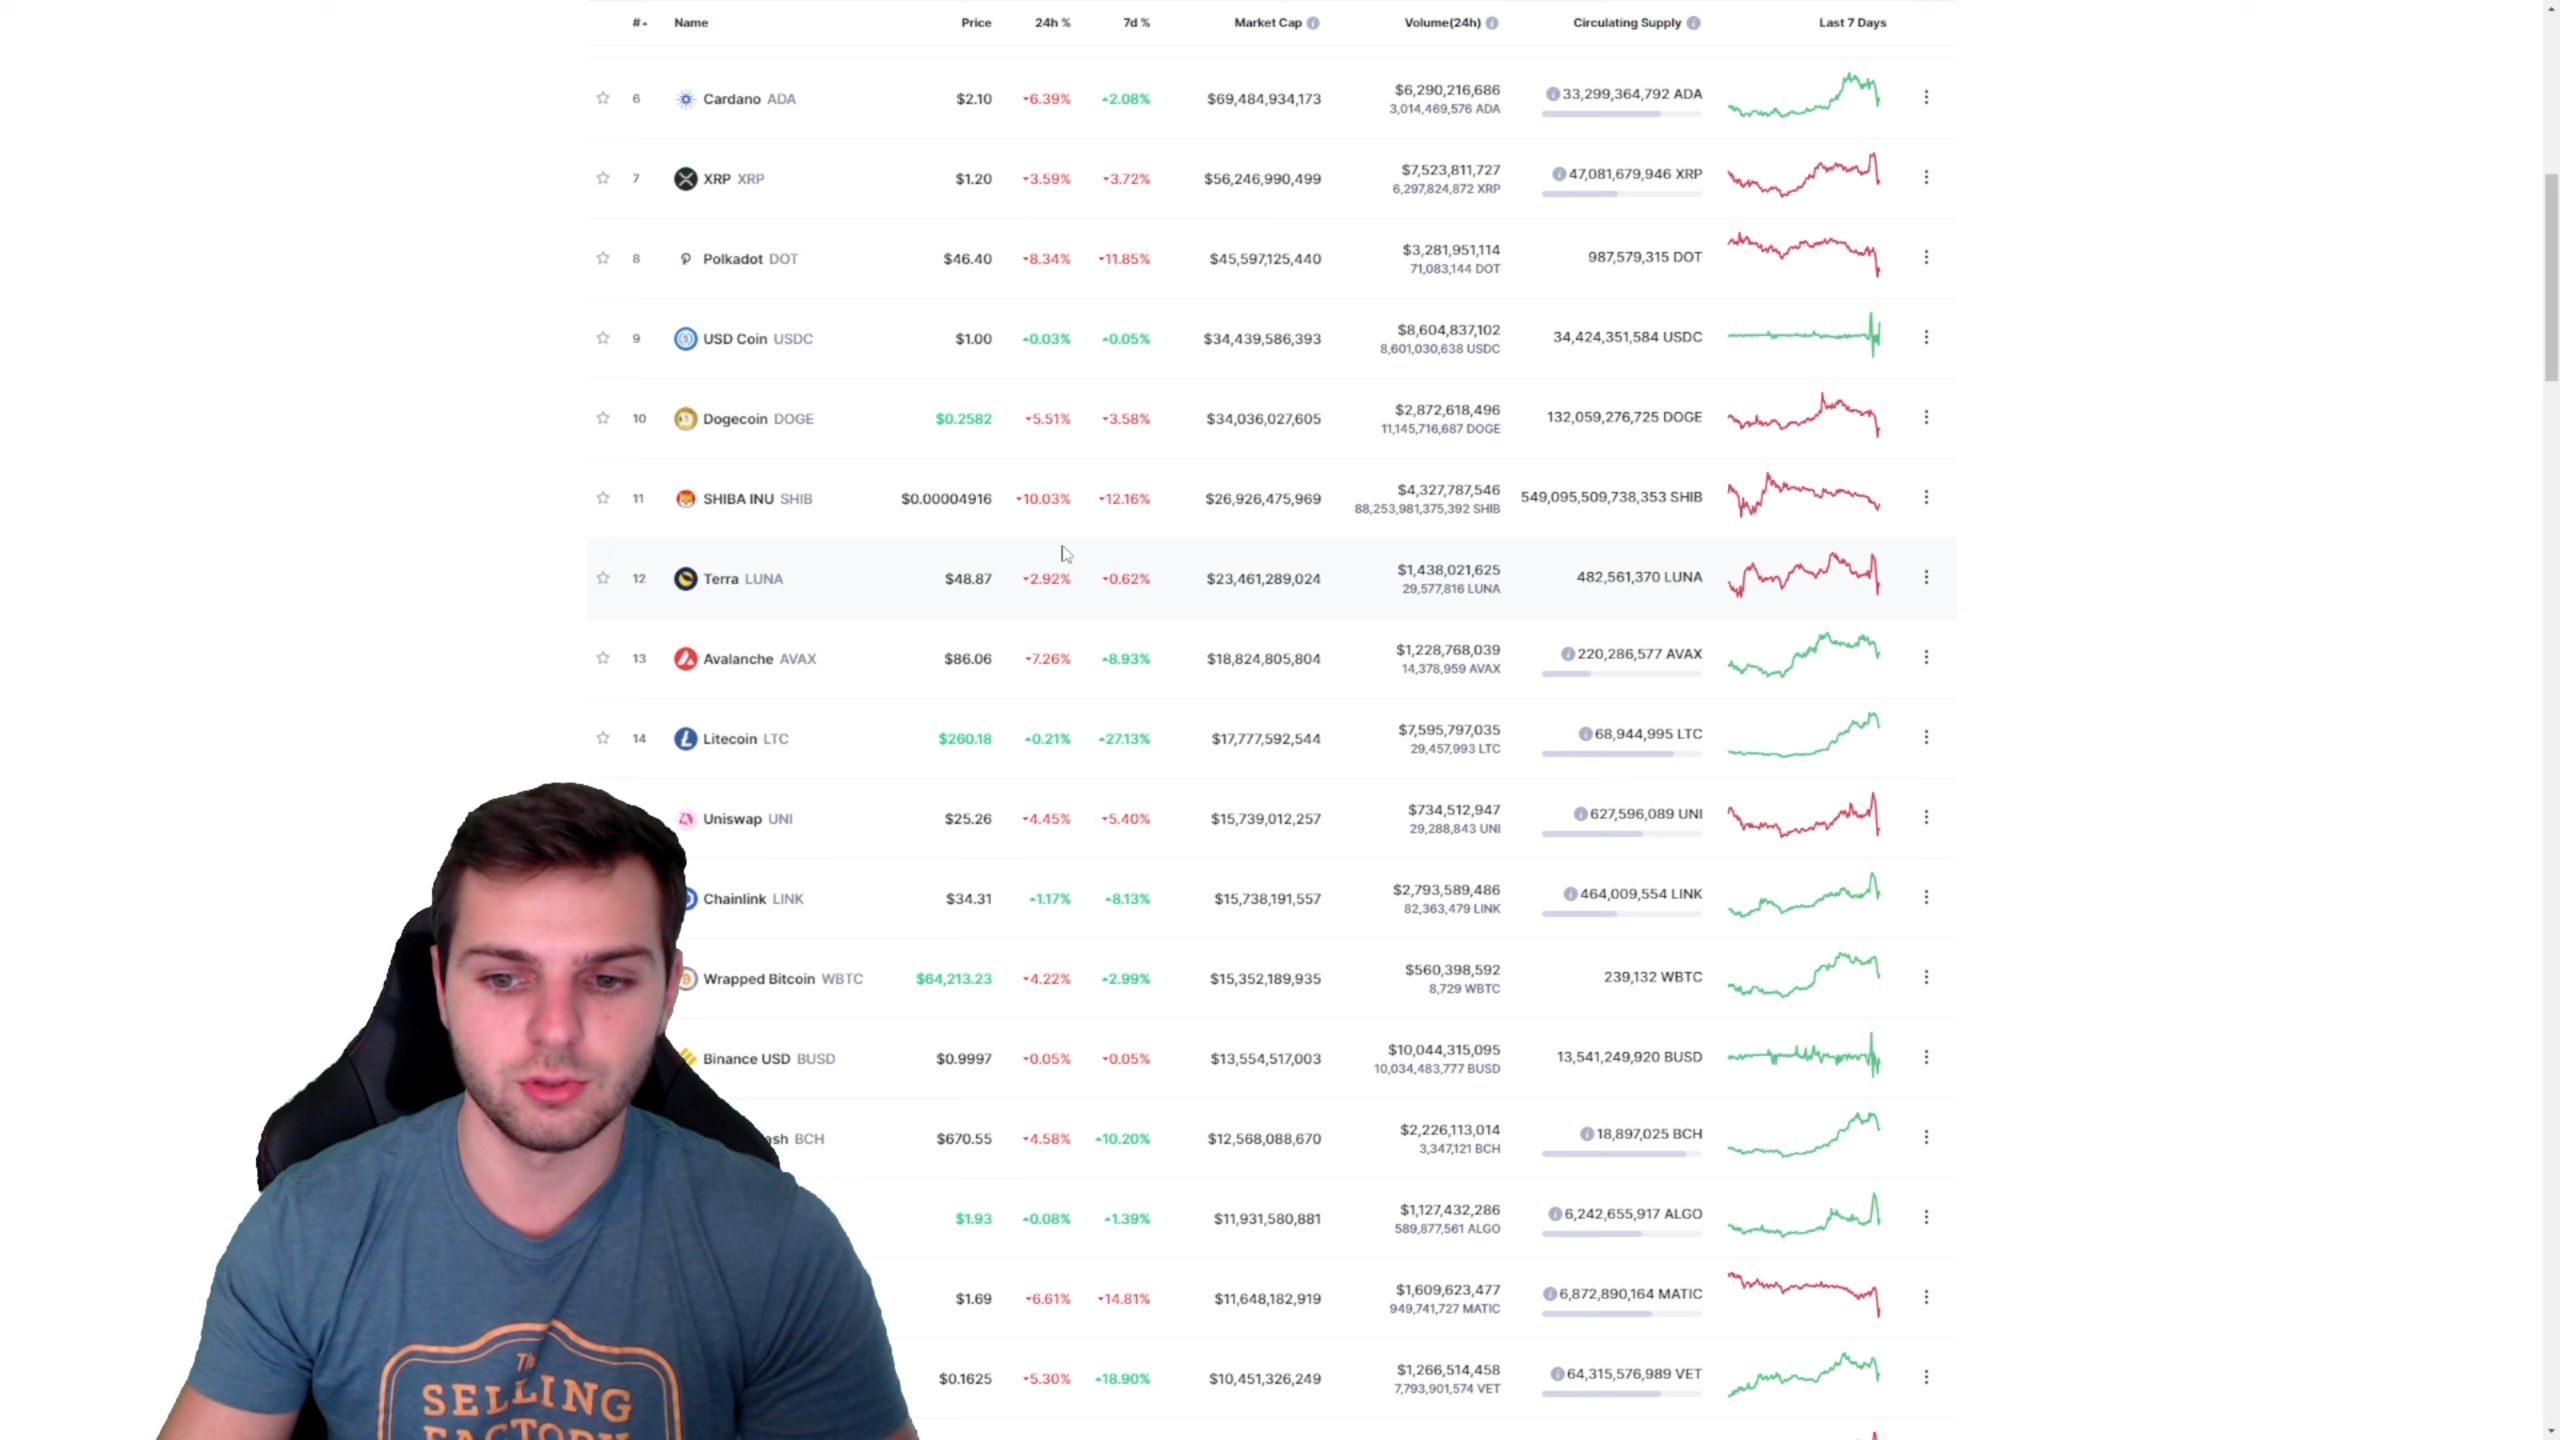 # Name Price 24h % 7d % Market Cap Volume(24h) Circulating Supply Last 7 Days
6 Cardano ADA $2.10 6.39% 2.08% $69,484,934,173 $6,290,216,686 33,299,364,792 ADA
3,014,469,576 ADA
7 XRP XRP $1.20 3.59% 3.72% $56,246,990,499 $7,523,811,727 47,081,679,946 XRP
6,297,824,872 XRP
8 Polkadot DOT $46.40 8.34% 11.85% $45,597,125,440 $3,281,951,114 987,579,315 DOT
71,083,144 DOT
9 USD Coin USDC $1.00 0.03% 0.05% $34,439,586,393 $8,604,837,102 34,424,351,584 USDC
8,601,030,638 USDC
10 Dogecoin DOGE $0.2582 5.51% 3.58% $34,036,027,605 $2,872,618,496 132,059,276,725 DOGE
11,145,716,687 DOGE
11 SHIBA INU SHIB $0.00004916 10.03% 12.16% $26,926,475,969 $4,327,787,546 549,095,509,738,353 SHIB
88,253,981,375,392 SHIB
12 Terra LUNA $48.87 2.92% 0.62% $23,461,289,024 $1,438,021,625 482,561,370 LUNA
29,577,816 LUNA
13 Avalanche AVAX $86.06 7.26% 8.93% $18,824,805,804 $1,228,768,039 220,286,577 AVAX
14,378,959 AVAX
14 Litecoin LTC $260.18 0.21% 27.13% $17,777,592,544 $7,595,797,035 68,944,995 LTC
29,457,993 LTC
Uniswap UNI $25.26 4.45% 5.40% $15,739,012,257 $734,512,947 627,596,089 UNI
29,288,843 UNI
Chainlink LINK $34.31 1.17% 8.13% $15,738,191,557 $2,793,589,486 464,009,554 LINK
82,363,479 LINK
Wrapped Bitcoin WBTC $64,213.23 4.22% 2.99% $15,352,189,935 $560,398,592 239,132 WBTC
8,729 WBTC
Binance USD BUSD $0.9997 0.05% 0.05% $13,554,517,003 $10,044,315,095 13,541,249,920 BUSD
10,034,483,777 BUSD
ash BCH $670.55 4.58% 10.20% $12,568,088,670 $2,226,113,014 18,897,025 BCH
3,347,121 BCH
$1.93 0.08% 1.39% $11,931,580,881 $1,127,432,286 6,242,655,917 ALGO
589,877,561 ALGO
$1.69 6.61% 14.81% $11,648,182,919 $1,609,623,477 6,872,890,164 MATIC
949,741,727 MATIC
$0.1625 5.30% 18.90% $10,451,326,249 $1,266,514,458 64,315,576,989 VET
7,793,901,574 VET
SELLING
FACTORY